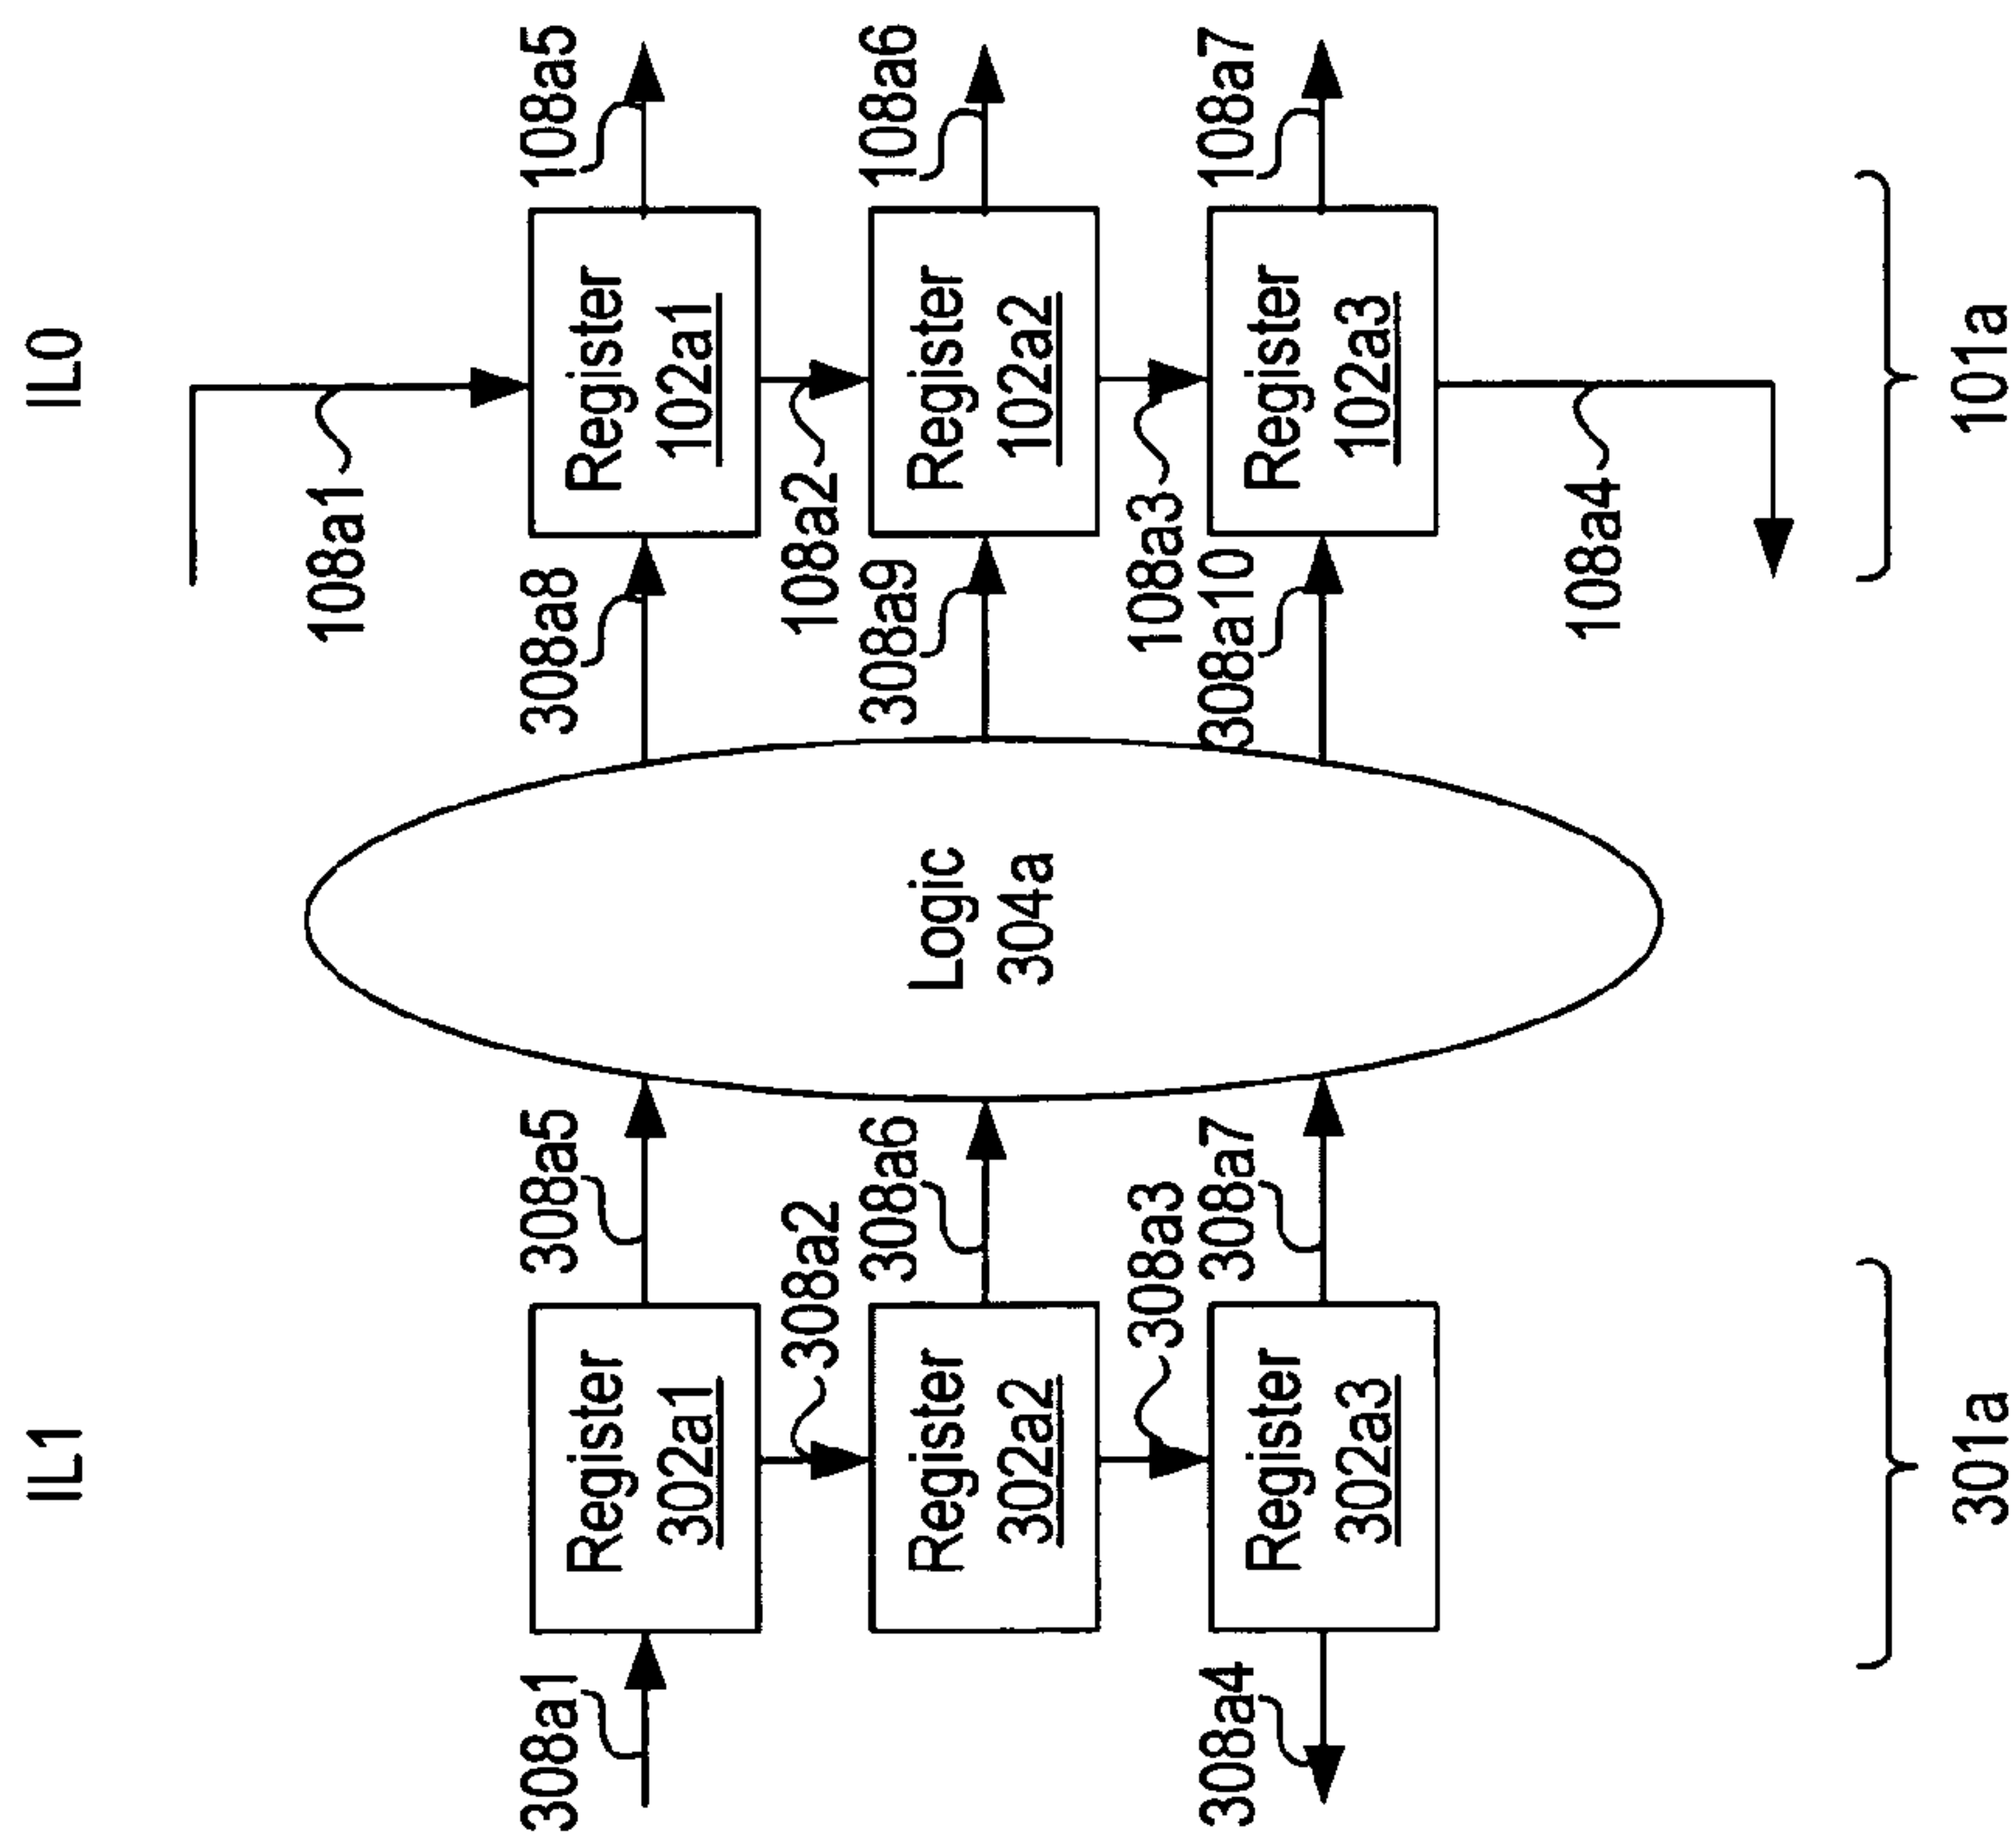 IL1
IL0
308a1
308a5
308a8
108a1
108a5
Register
302a1
Register
102a1
308a2
108a2
308a6
308a9
108a6
Register
302a2
Logic
304a
Register
102a2
308a3
108a3
308a4
308a7
308a10
108a7
Register
302a3
Register
102a3
108a4
301a
101a